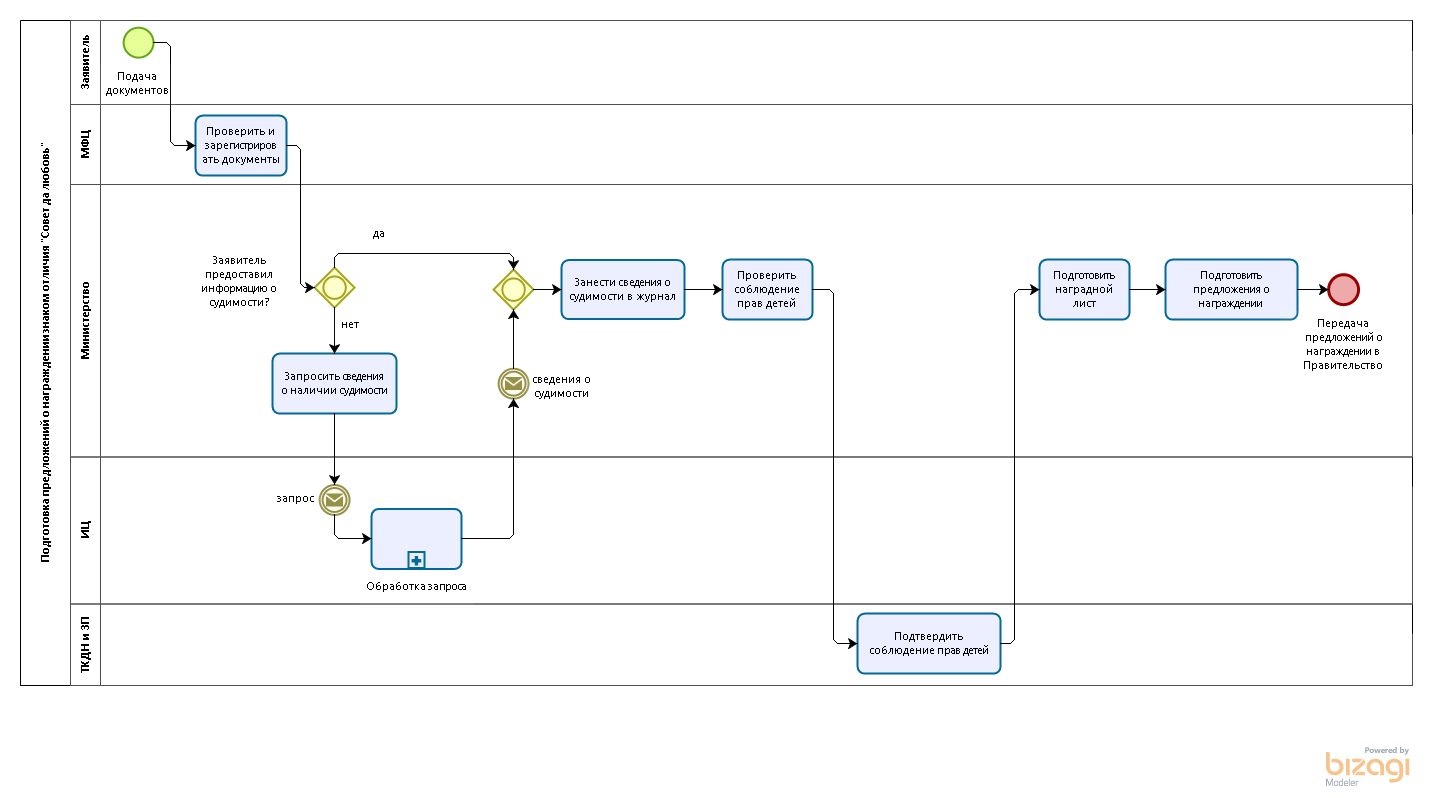 Подготовка предложений о награждении знаком отличия "Совет да любовь"
Заявитель
Подача
документов
МФЦ
Проверить и
зарегистриров
ать документы
Министерство
Заявитель
предоставил
информацию о
судимости?
да
нет
Запросить сведения
о наличии судимости
сведения о
судимости
Занести сведения о
судимости в журнал
Проверить
соблюдение
прав детей
Подготовить
наградной
лист
Подготовить
предложения о
награждении
Передача
предложений о
награждении в
Правительство
ИЦ
запрос
Обработка запроса
ТКДН и ЗП
Подтвердить
соблюдение прав детей
Powered by
bizagi
Modeler